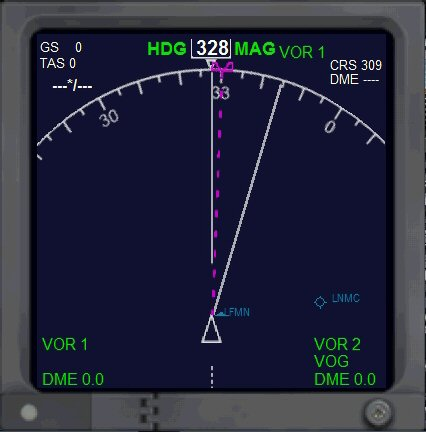 GS 0
HDG 328 MAG
VOR 1
TAS 0
CRS 309
DME ----
---*/---
30
33
0
LNMC
LFMN
VOR 1
VOR 2
VOG
DME 0.0
DME 0.0